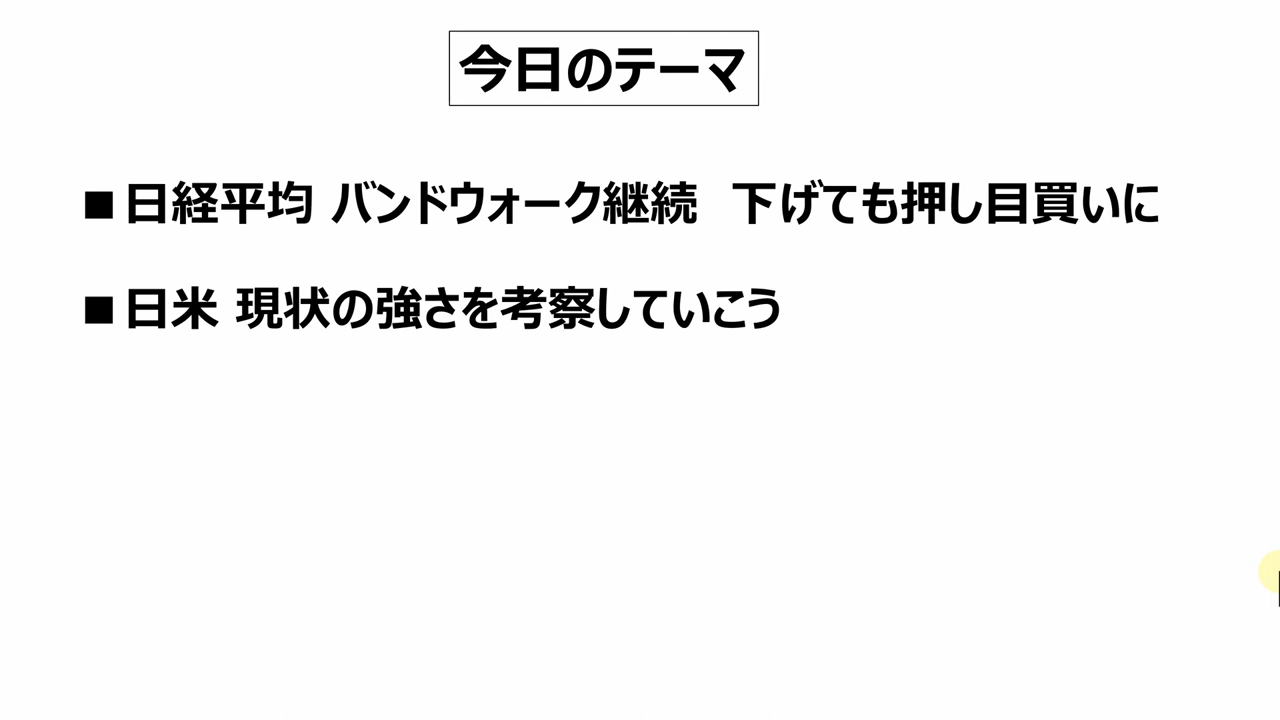 今日のテーマ
■日経平均 バンドウォーク継続　下げても押し目買いに
■日米 現状の強さを考察していこう